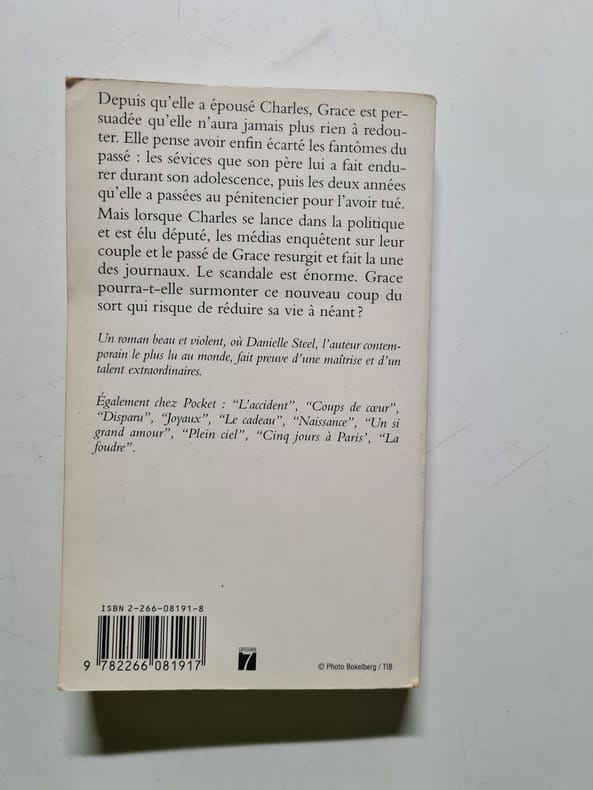 Depuis qu'elle a épousé Charles, Grace est per-
suadée qu'elle n'aura jamais plus rien à redou-
ter. Elle pense avoir enfin écarté les fantômes du
passé : les sévices que son père lui a fait endu-
rer durant son adolescence, puis les deux années
qu'elle a passées au pénitencier pour l'avoir tué.
Mais lorsque Charles se lance dans la politique
et est élu député, les médias enquêtent sur leur
couple et le passé de Grace resurgit et fait la une
des journaux. Le scandale est énorme. Grace
pourra-t-elle surmonter ce nouveau coup du
sort qui risque de réduire sa vie à néant ?
Un roman beau et violent, où Danielle Steel, l'auteur contem-
porain le plus lu au monde, fait preuve d'une maîtrise et d'un
talent extraordinaires.
Également chez Pocket : "L'accident", "Coups de cœur",
"Disparu", "Joyaux", "Le cadeau", "Naissance", "Un si
grand amour", "Plein ciel", "Cinq jours à Paris', "La
foudre".
ISBN 2-266-08191-8
9 782266 081917
CATÉGORIE
7
© Photo Bokelberg / TIB